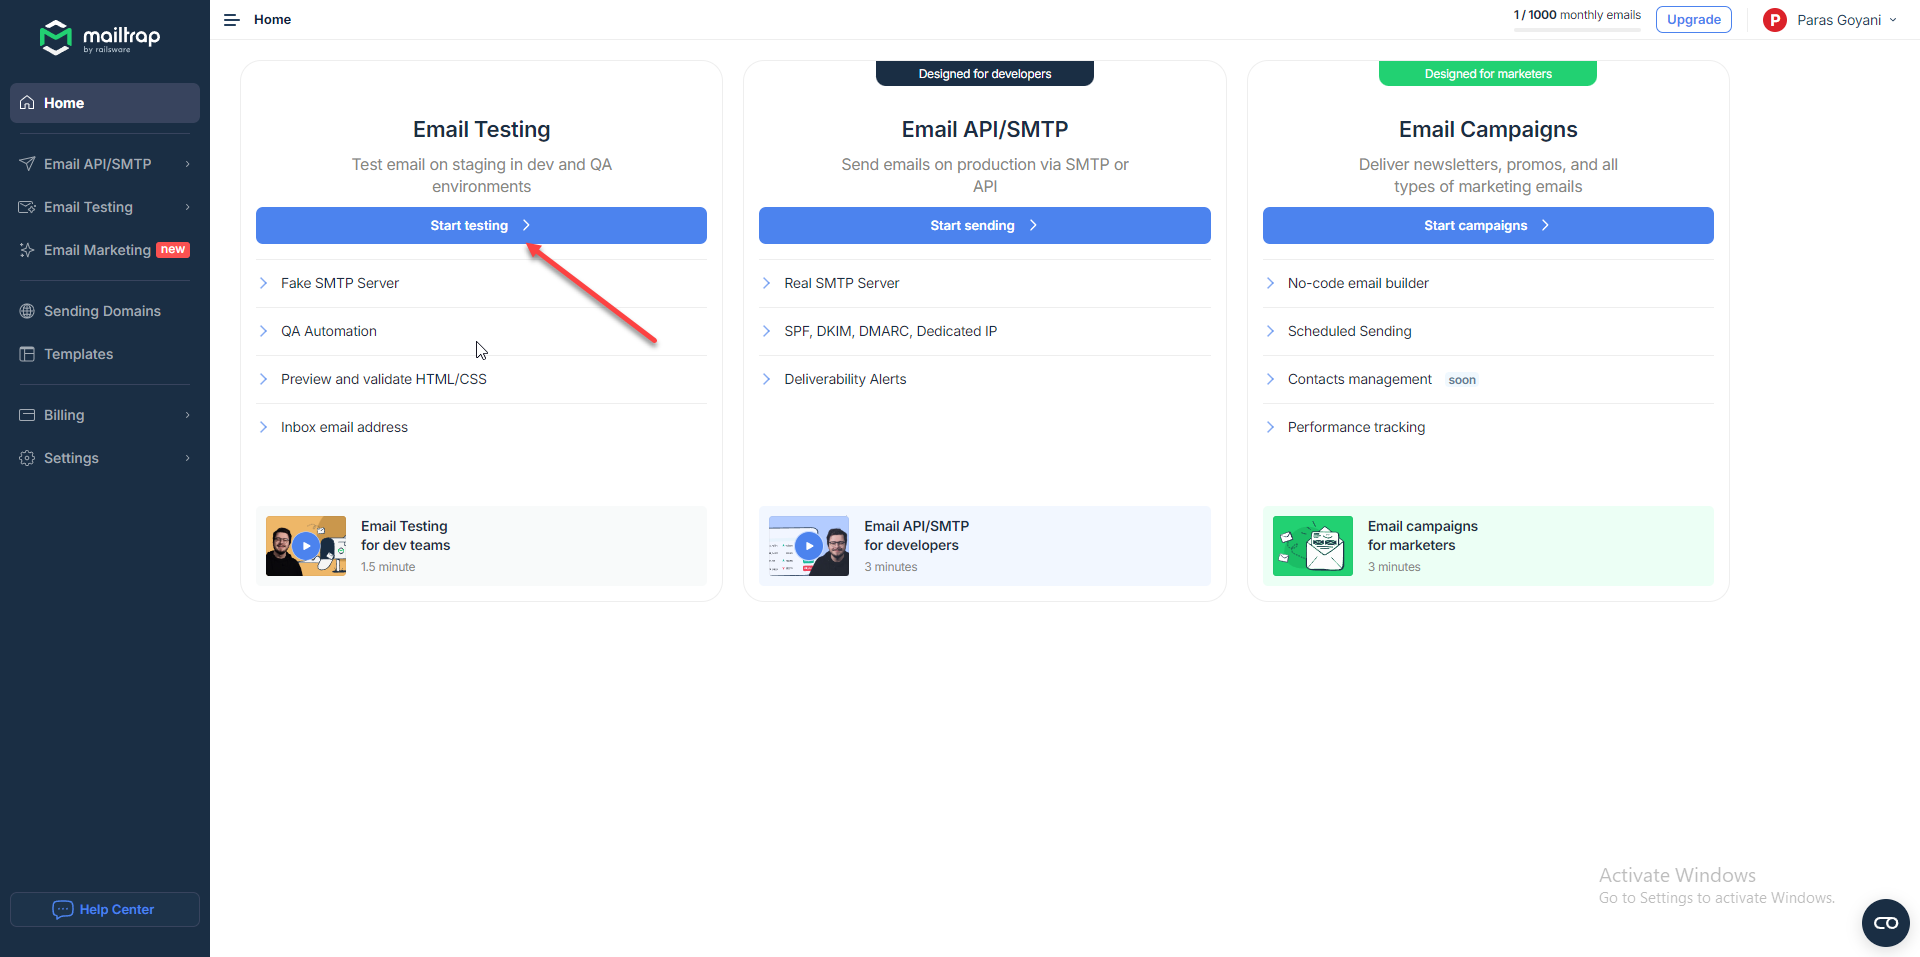 mailtrap
by railsware
Home
Email API/SMTP
Email Testing
Email Marketing new
Sending Domains
Templates
Billing
Settings
Help Center
Home
1 / 1000 monthly emails
Upgrade
P
Paras Goyani
Email Testing
Test email on staging in dev and QA
environments
Start testing
Fake SMTP Server
QA Automation
Preview and validate HTML/CSS
Inbox email address
Email Testing
for dev teams
1.5 minute
Designed for developers
Email API/SMTP
Send emails on production via SMTP or
API
Start sending
Real SMTP Server
SPF, DKIM, DMARC, Dedicated IP
Deliverability Alerts
Email API/SMTP
for developers
3 minutes
Designed for marketers
Email Campaigns
Deliver newsletters, promos, and all
types of marketing emails
Start campaigns
No-code email builder
Scheduled Sending
Contacts management soon
Performance tracking
Email campaigns
for marketers
3 minutes
Activate Windows
Go to Settings to activate Windows.